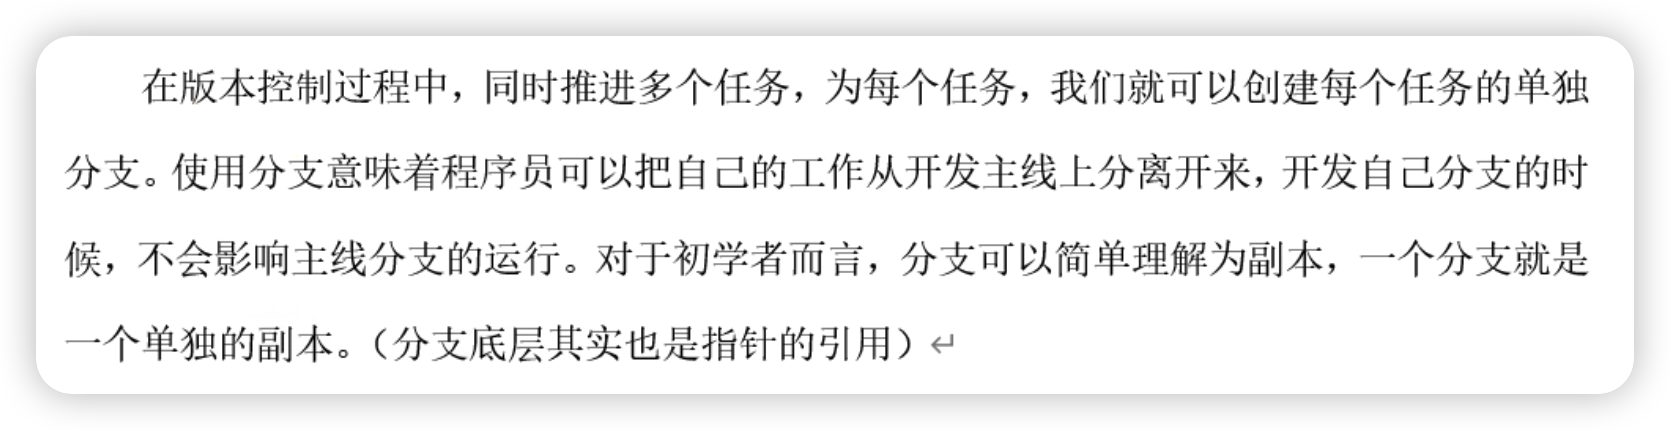 在版本控制过程中，同时推进多个任务，为每个任务，我们就可以创建每个任务的单独
分支。使用分支意味着程序员可以把自己的工作从开发主线上分离开来，开发自己分支的时
候，不会影响主线分支的运行。对于初学者而言，分支可以简单理解为副本，一个分支就是
一个单独的副本。（分支底层其实也是指针的引用）↵